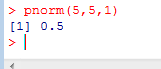 > pnorm(5,5,1)
[1] 0.5
>